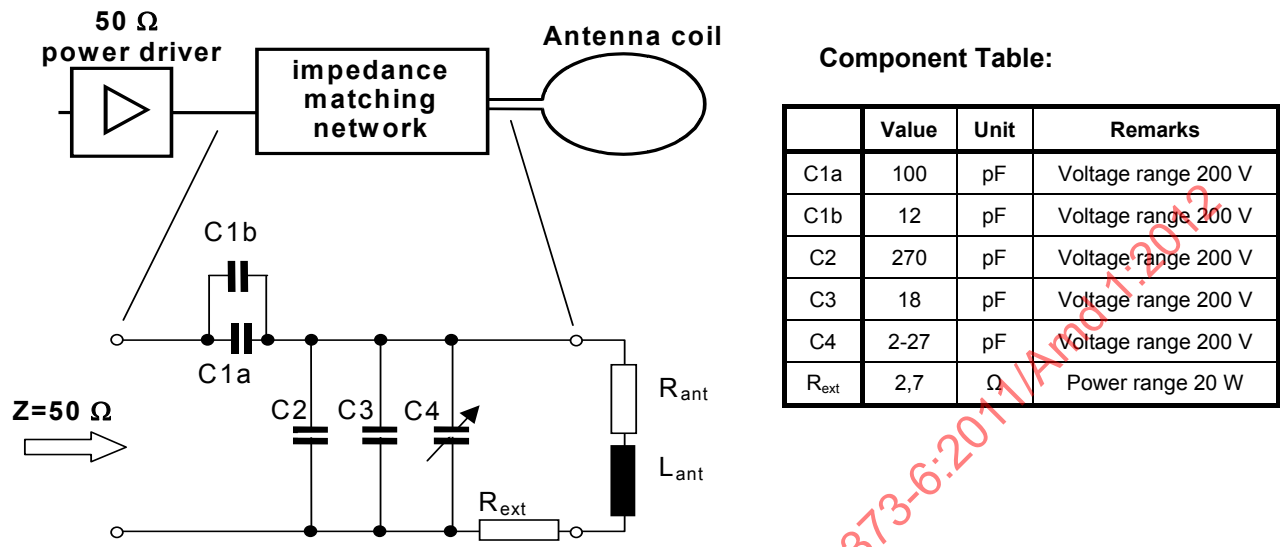 50 Ω
power driver
impedance
matching
network
Antenna coil
C1b
C1a
Z=50 Ω
C2
C3
C4
Rext
Rant
Lant
Component Table:
Value Unit Remarks
C1a 100 pF Voltage range 200 V
C1b 12 pF Voltage range 200 V
C2 270 pF Voltage range 200 V
C3 18 pF Voltage range 200 V
C4 2-27 pF Voltage range 200 V
Rext 2,7 Ω Power range 20 W
373-6:2011/Amd 1:2012